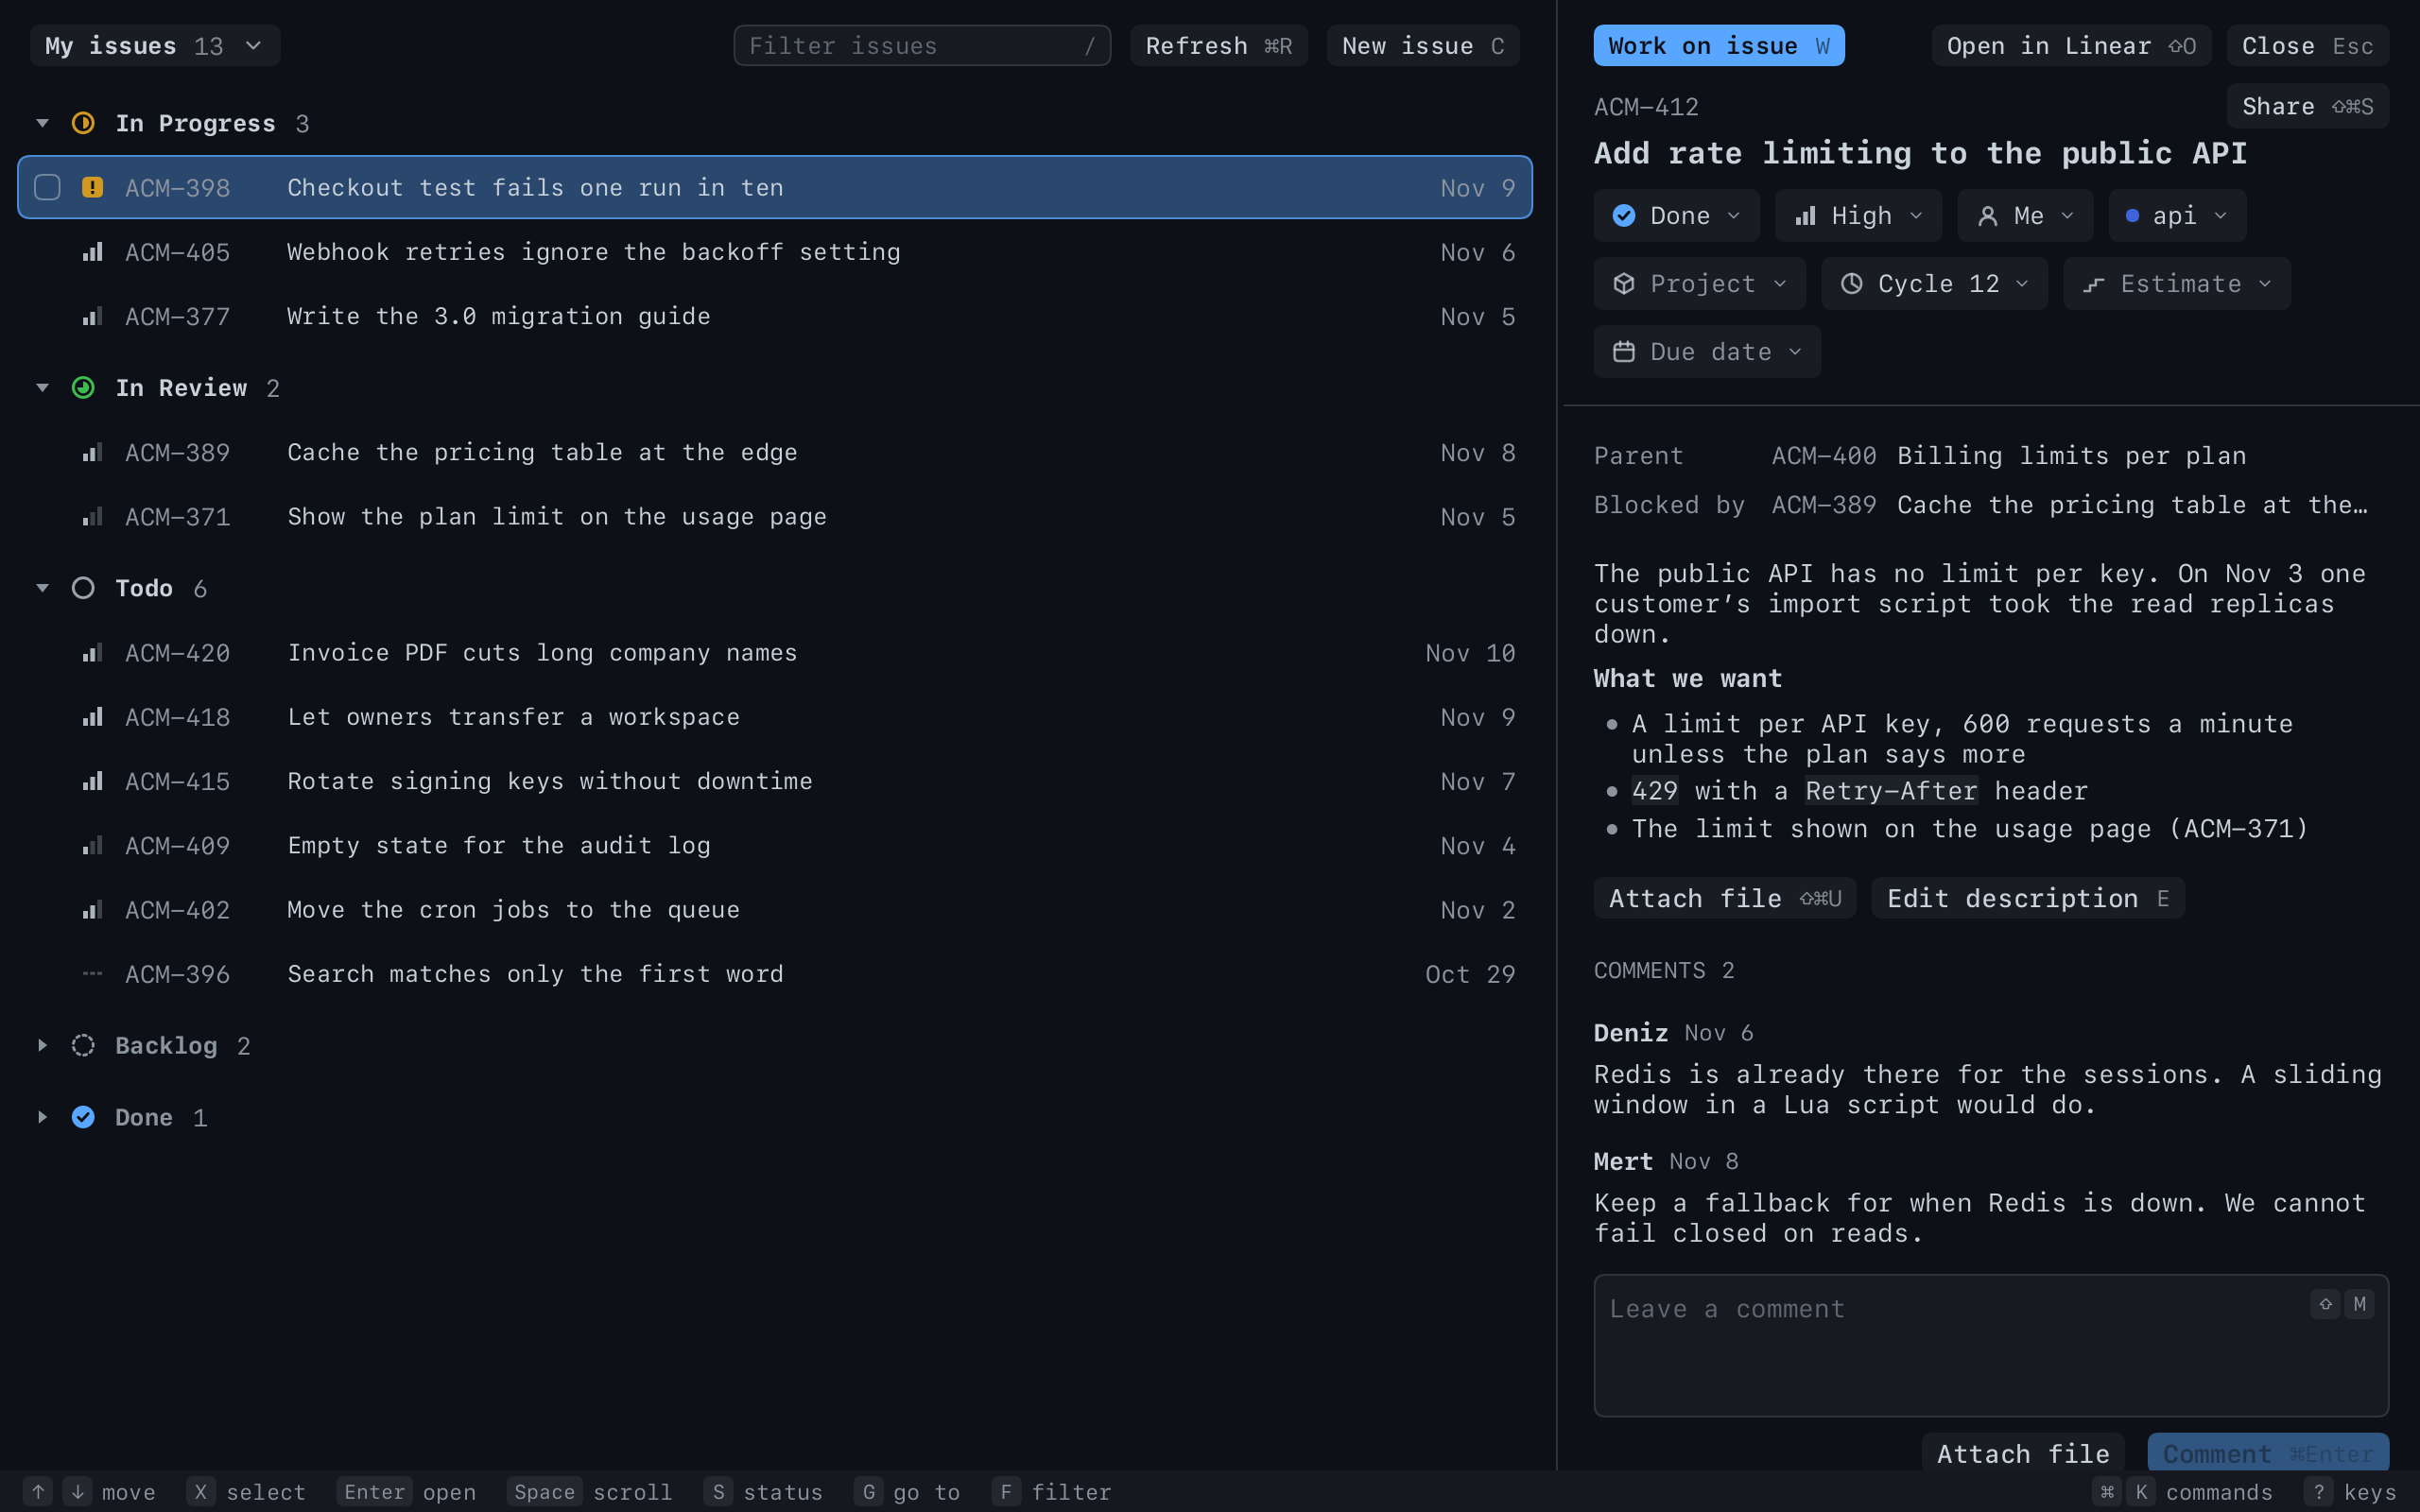 My issues 13
Filter issues /
Refresh ⌘R
New issue C
In Progress 3
ACM-398 Checkout test fails one run in ten Nov 9
ACM-405 Webhook retries ignore the backoff setting Nov 6
ACM-377 Write the 3.0 migration guide Nov 5
In Review 2
ACM-389 Cache the pricing table at the edge Nov 8
ACM-371 Show the plan limit on the usage page Nov 5
Todo 6
ACM-420 Invoice PDF cuts long company names Nov 10
ACM-418 Let owners transfer a workspace Nov 9
ACM-415 Rotate signing keys without downtime Nov 7
ACM-409 Empty state for the audit log Nov 4
ACM-402 Move the cron jobs to the queue Nov 2
ACM-396 Search matches only the first word Oct 29
Backlog 2
Done 1
Work on issue W
Open in Linear ⇧O
Close Esc
ACM-412
Share ⇧⌘S
Add rate limiting to the public API
Done High Me api
Project Cycle 12 Estimate
Due date
Parent ACM-400 Billing limits per plan
Blocked by ACM-389 Cache the pricing table at the…
The public API has no limit per key. On Nov 3 one
customer’s import script took the read replicas
down.
What we want
• A limit per API key, 600 requests a minute
unless the plan says more
• 429 with a Retry-After header
• The limit shown on the usage page (ACM-371)
Attach file ⇧⌘U
Edit description E
COMMENTS 2
Deniz Nov 6
Redis is already there for the sessions. A sliding
window in a Lua script would do.
Mert Nov 8
Keep a fallback for when Redis is down. We cannot
fail closed on reads.
Leave a comment ⇧ M
Attach file
Comment ⌘Enter
↑ ↓ move X select Enter open Space scroll S status G go to F filter
⌘ K commands ? keys